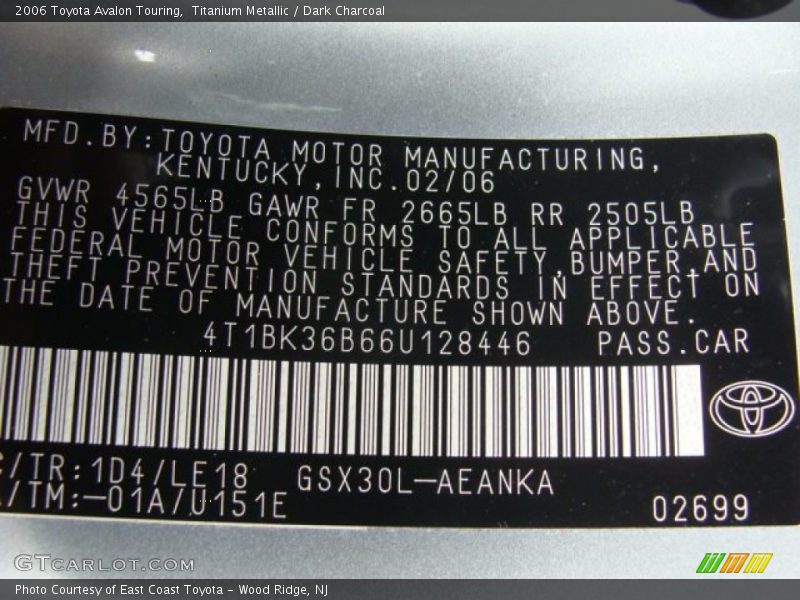 2006 Toyota Avalon Touring,  Titanium Metallic / Dark Charcoal
MFD.BY:TOYOTA MOTOR MANUFACTURING,
KENTUCKY,INC.02/06
GVWR 4565LB GAWR FR 2665LB RR 2505LB
THIS VEHICLE CONFORMS TO ALL APPLICABLE
FEDERAL MOTOR VEHICLE SAFETY,BUMPER,AND
THEFT PREVENTION STANDARDS IN EFFECT ON
THE DATE OF MANUFACTURE SHOWN ABOVE.
4T1BK36B66U128446 PASS.CAR
/TR:1D4/LE18 GSX30L-AEANKA
/TM:-01A/U151E 02699
GTCARLOT.COM
Photo Courtesy of East Coast Toyota - Wood Ridge, NJ